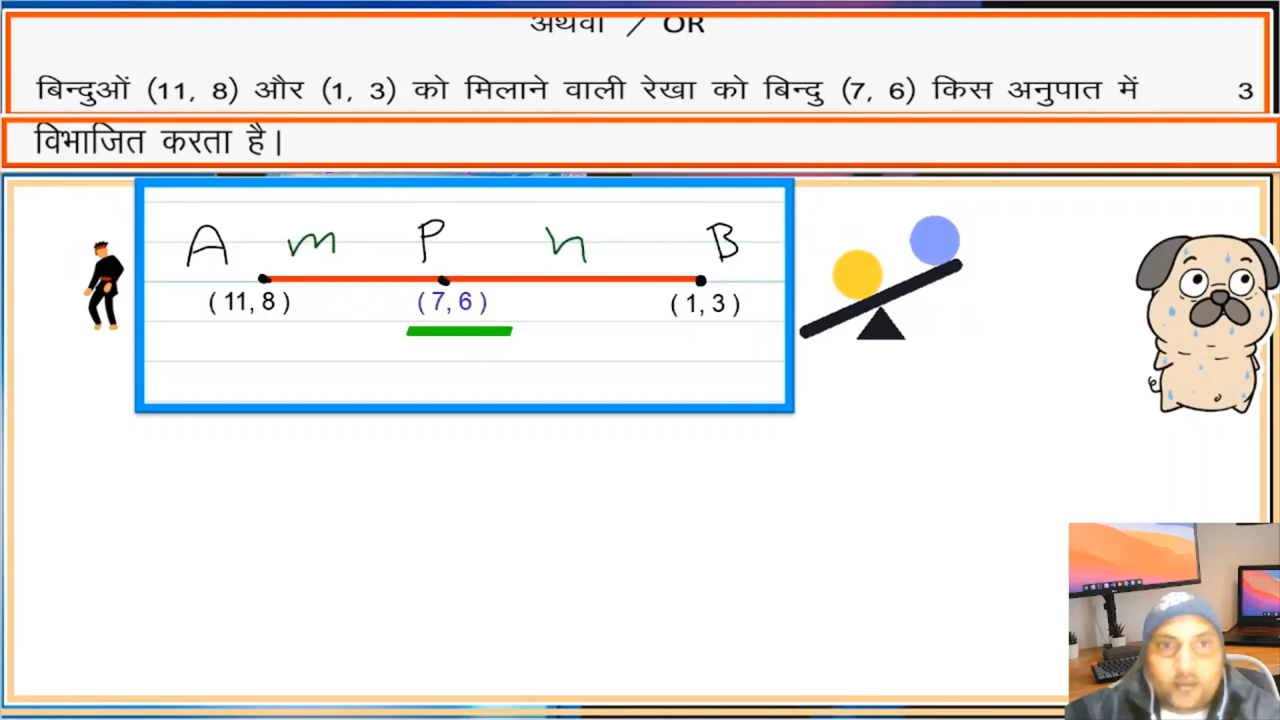 अथवा / OR
बिन्दुओं (11, 8) और (1, 3) को मिलाने वाली रेखा को बिन्दु (7, 6) किस अनुपात में 3
विभाजित करता है।
A m P n B
( 11, 8 ) ( 7, 6 ) ( 1, 3 )